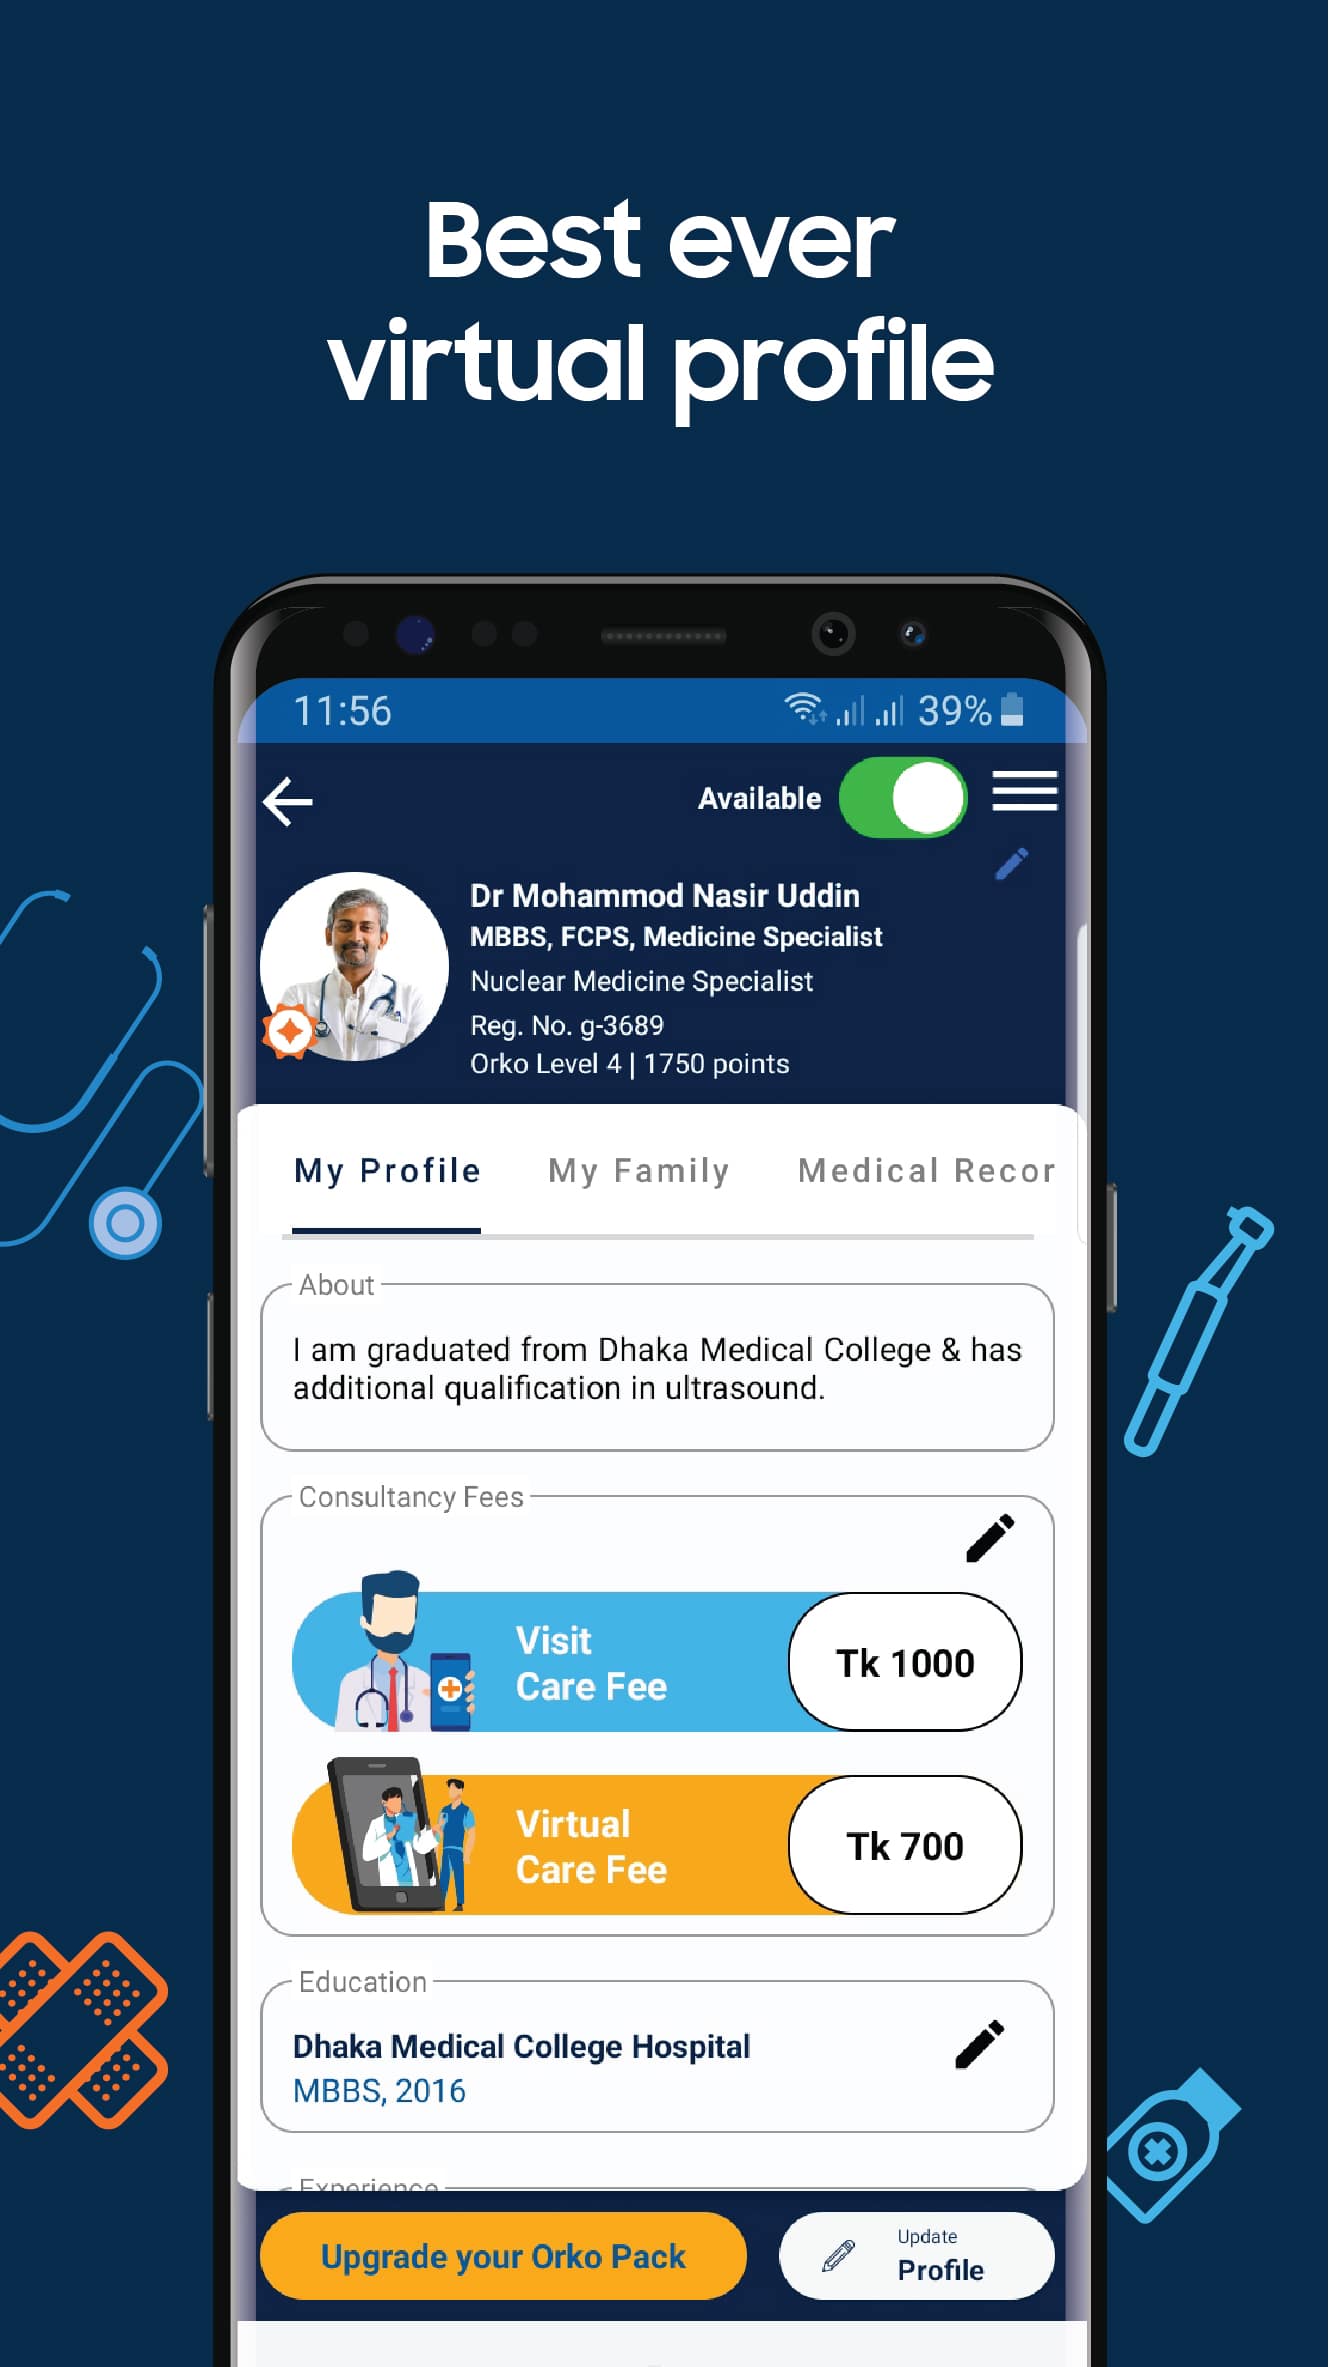 Best ever
virtual profile
11:56
39%
Available
Dr Mohammod Nasir Uddin
MBBS, FCPS, Medicine Specialist
Nuclear Medicine Specialist
Reg. No. g-3689
Orko Level 4 | 1750 points
My Profile
My Family
Medical Recor
About
I am graduated from Dhaka Medical College & has
additional qualification in ultrasound.
Consultancy Fees
Visit
Care Fee
Tk 1000
Virtual
Care Fee
Tk 700
Education
Dhaka Medical College Hospital
MBBS, 2016
Experience
Upgrade your Orko Pack
Update
Profile